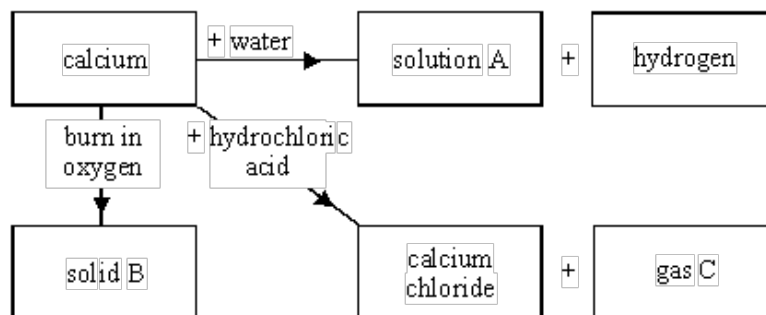 calcium
+ water
solution A
+
hydrogen
burn in
oxygen
+ hydrochloric
acid
solid B
calcium
chloride
+
gas C